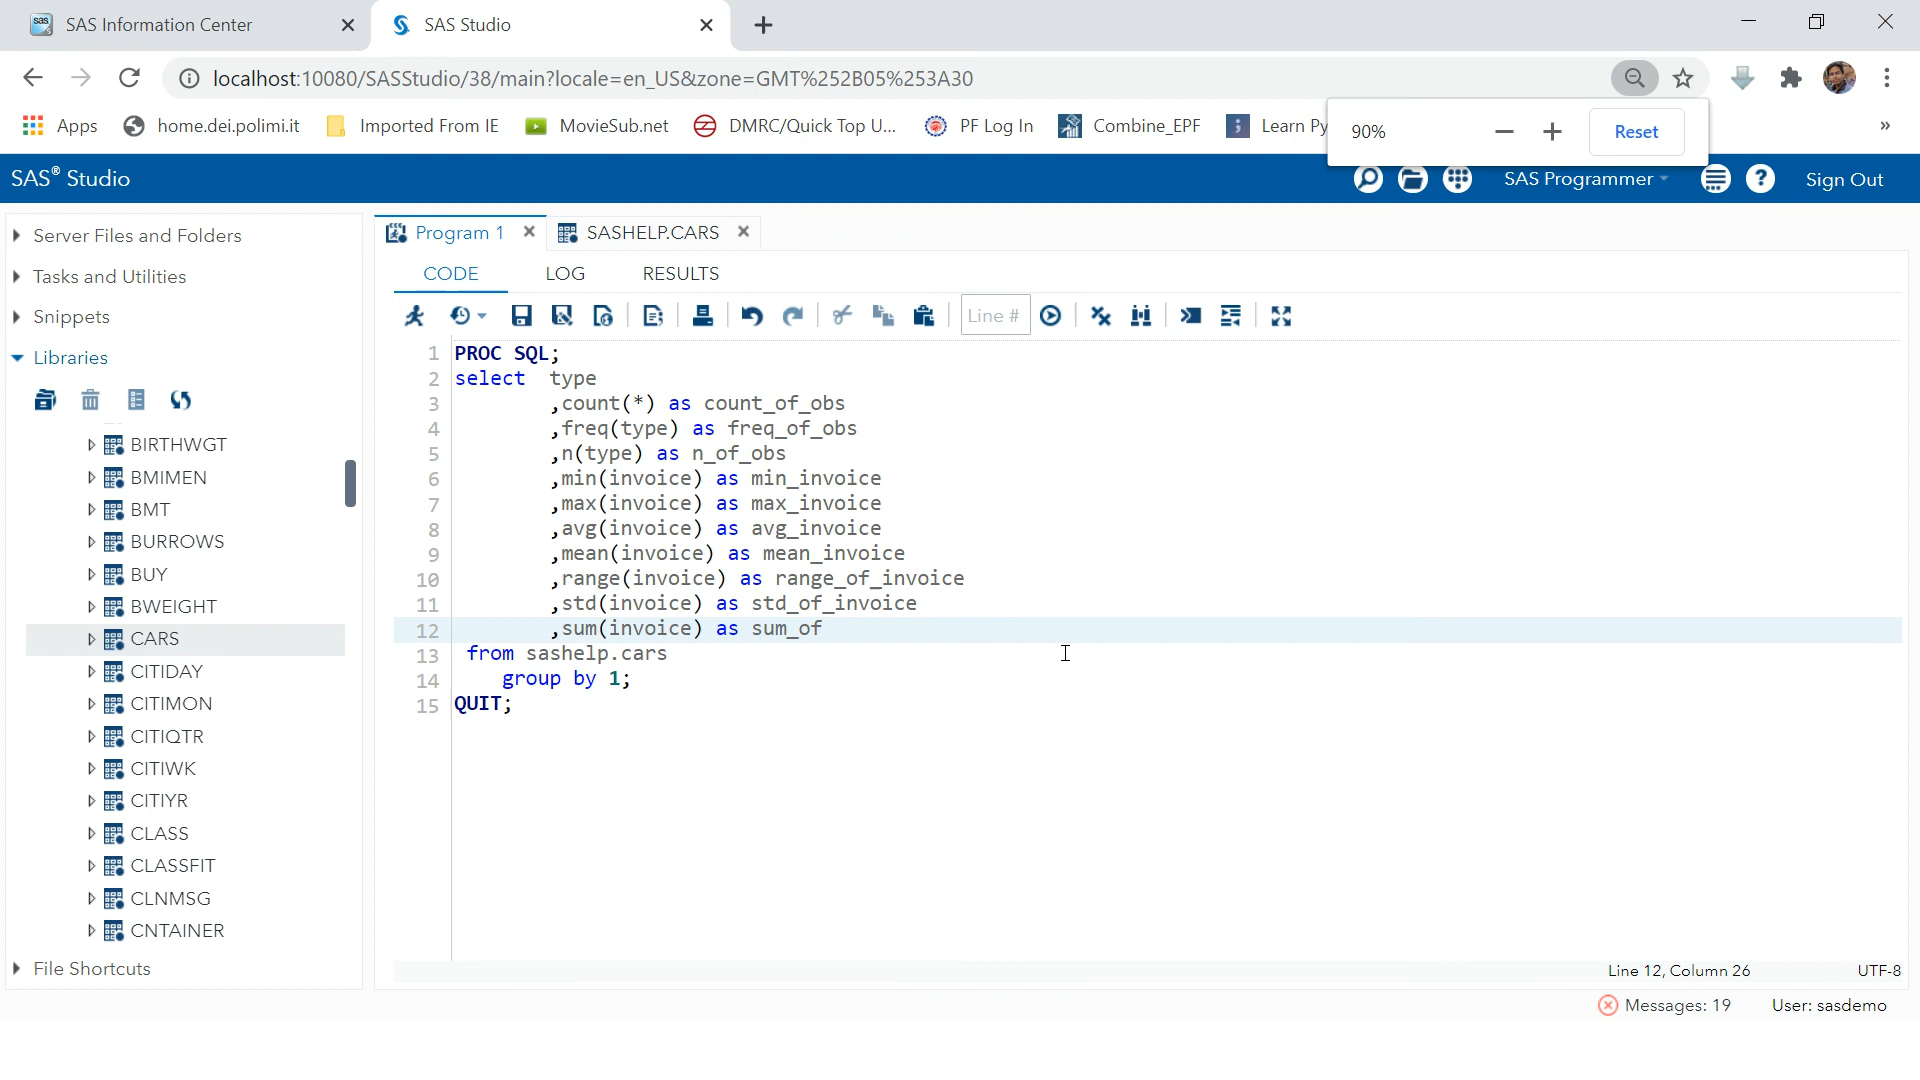 SAS Information Center
SAS Studio
localhost:10080/SASStudio/38/main?locale=en_US&zone=GMT%252B05%253A30
Apps
home.dei.polimi.it
Imported From IE
MovieSub.net
DMRC/Quick Top U...
PF Log In
Combine_EPF
Learn Py
90%
Reset
SAS® Studio
SAS Programmer
Sign Out
Server Files and Folders
Tasks and Utilities
Snippets
Libraries
BIRTHWGT
BMIMEN
BMT
BURROWS
BUY
BWEIGHT
CARS
CITIDAY
CITIMON
CITIQTR
CITIWK
CITIYR
CLASS
CLASSFIT
CLNMSG
CNTAINER
File Shortcuts
Program 1
SASHELP.CARS
CODE LOG RESULTS
Line #
1 PROC SQL;
2 select type
3 ,count(*) as count_of_obs
4 ,freq(type) as freq_of_obs
5 ,n(type) as n_of_obs
6 ,min(invoice) as min_invoice
7 ,max(invoice) as max_invoice
8 ,avg(invoice) as avg_invoice
9 ,mean(invoice) as mean_invoice
10 ,range(invoice) as range_of_invoice
11 ,std(invoice) as std_of_invoice
12 ,sum(invoice) as sum_of
13 from sashelp.cars
14 group by 1;
15 QUIT;
Line 12, Column 26
UTF-8
Messages: 19
User: sasdemo